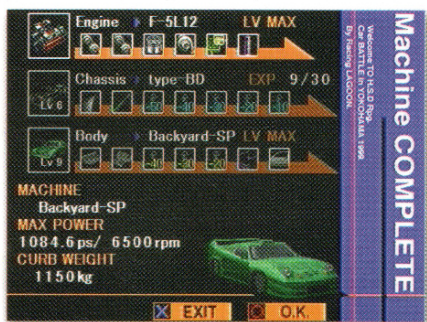 Engine F-5L12 LV MAX
Chassis type-BD EXP 9/30
Lv 6
Body Backyard-SP LV MAX
Lv 9
MACHINE
Backyard-SP
MAX POWER
1084.6ps/ 6500rpm
CURB WEIGHT
1150kg
EXIT O.K.
Machine COMPLETE
Welcome TO H.S.D Rpg.
Car BATTLE in YOKOHAMA 1999
By Racing LAGOON.